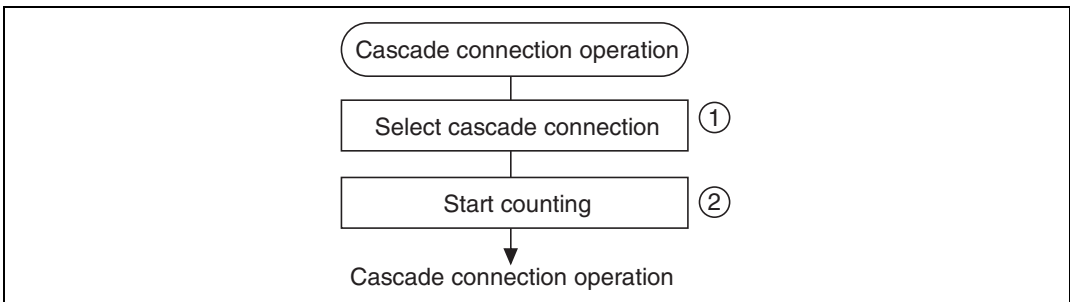 Cascade connection operation
Select cascade connection ①
Start counting ②
Cascade connection operation